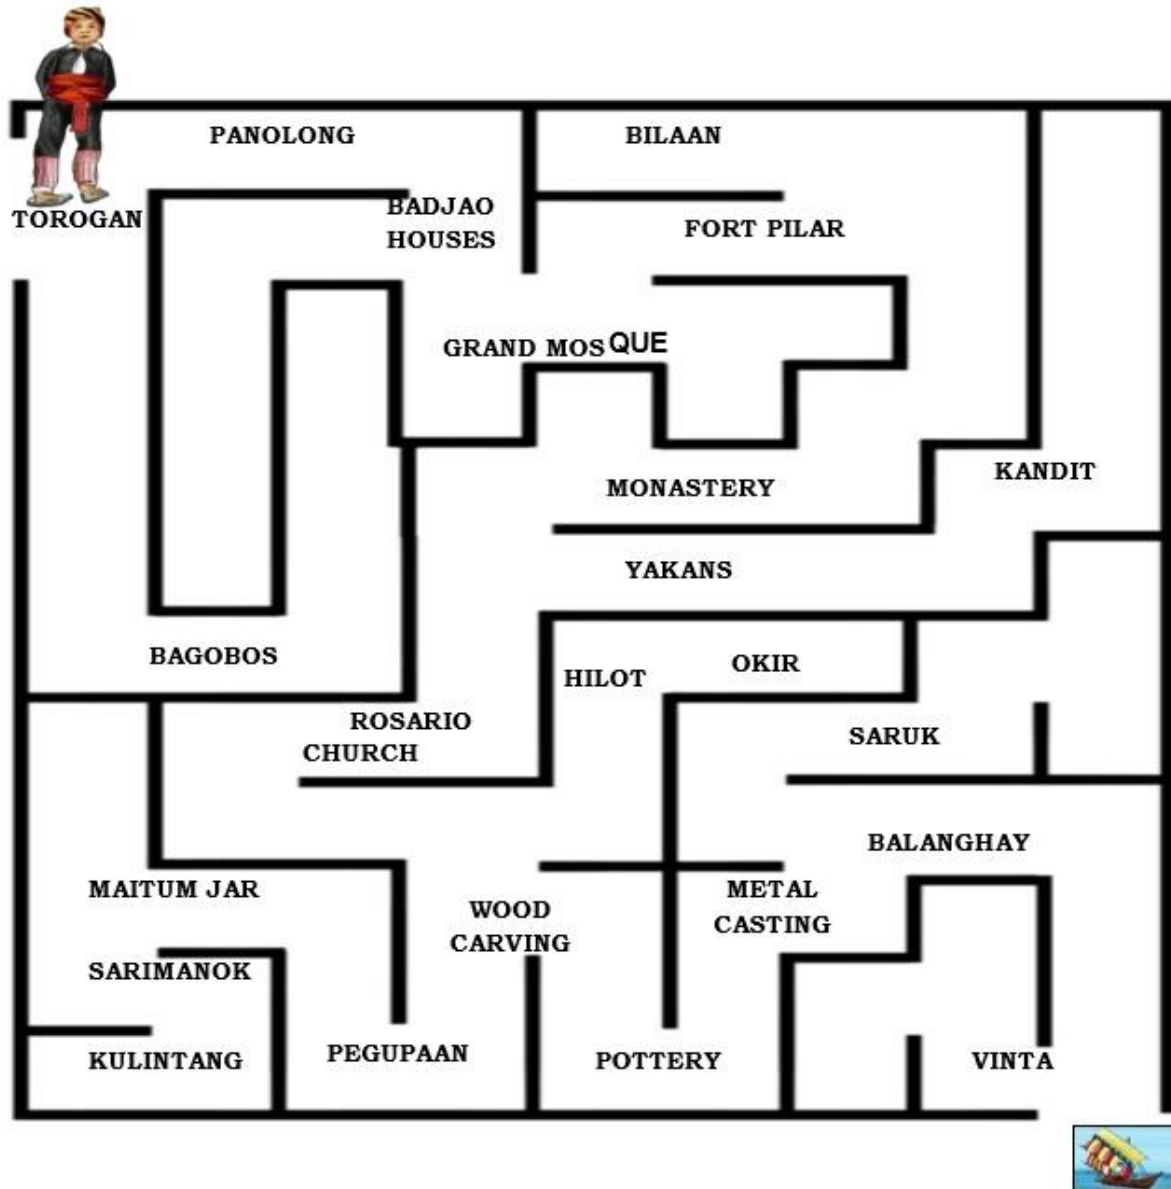 PANOLONG
BILAAN
TOROGAN
BADJAO
HOUSES
FORT PILAR
GRAND MOSQUE
KANDIT
MONASTERY
YAKANS
BAGOBOS
HILOT
OKIR
ROSARIO
CHURCH
SARUK
BALANGHAY
MAITUM JAR
WOOD
CARVING
METAL
CASTING
SARIMANOK
KULINTANG
PEGUPAAN
POTTERY
VINTA